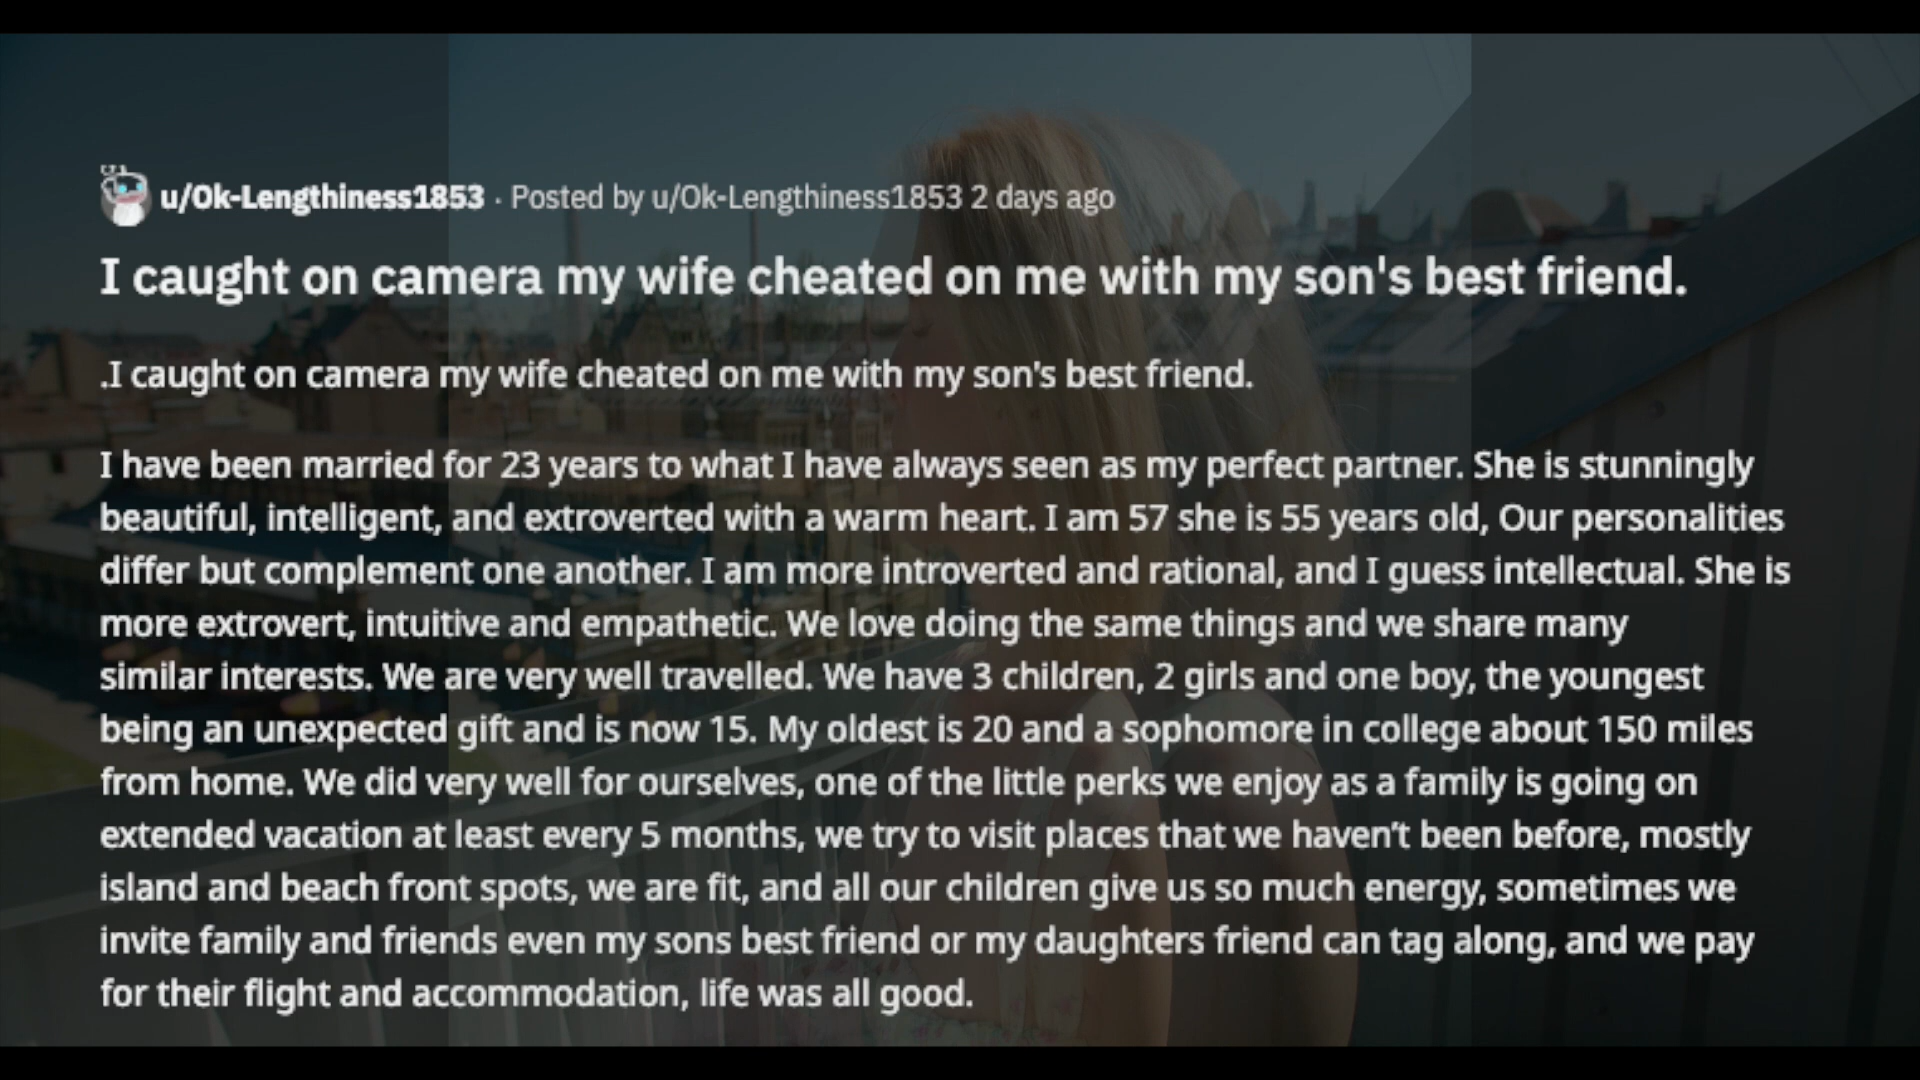 u/Ok-Lengthiness1853 · Posted by u/Ok-Lengthiness1853 2 days ago
I caught on camera my wife cheated on me with my son's best friend.
.I caught on camera my wife cheated on me with my son's best friend.
I have been married for 23 years to what I have always seen as my perfect partner. She is stunningly
beautiful, intelligent, and extroverted with a warm heart. I am 57 she is 55 years old, Our personalities
differ but complement one another. I am more introverted and rational, and I guess intellectual. She is
more extrovert, intuitive and empathetic. We love doing the same things and we share many
similar interests. We are very well travelled. We have 3 children, 2 girls and one boy, the youngest
being an unexpected gift and is now 15. My oldest is 20 and a sophomore in college about 150 miles
from home. We did very well for ourselves, one of the little perks we enjoy as a family is going on
extended vacation at least every 5 months, we try to visit places that we haven’t been before, mostly
island and beach front spots, we are fit, and all our children give us so much energy, sometimes we
invite family and friends even my sons best friend or my daughters friend can tag along, and we pay
for their flight and accommodation, life was all good.